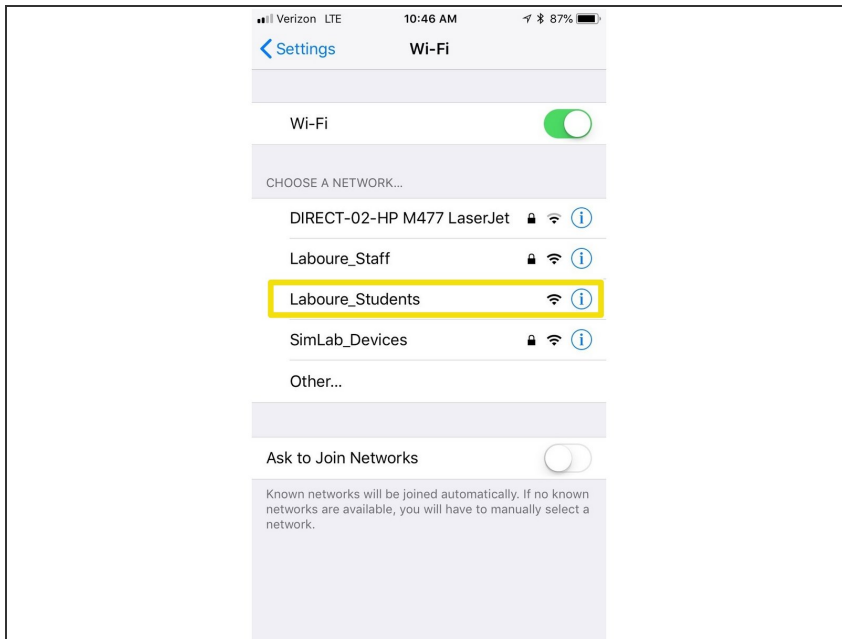 Verizon LTE 10:46 AM 87%
Settings Wi-Fi
Wi-Fi
CHOOSE A NETWORK...
DIRECT-02-HP M477 LaserJet
Laboure_Staff
Laboure_Students
SimLab_Devices
Other...
Ask to Join Networks
Known networks will be joined automatically. If no known
networks are available, you will have to manually select a
network.